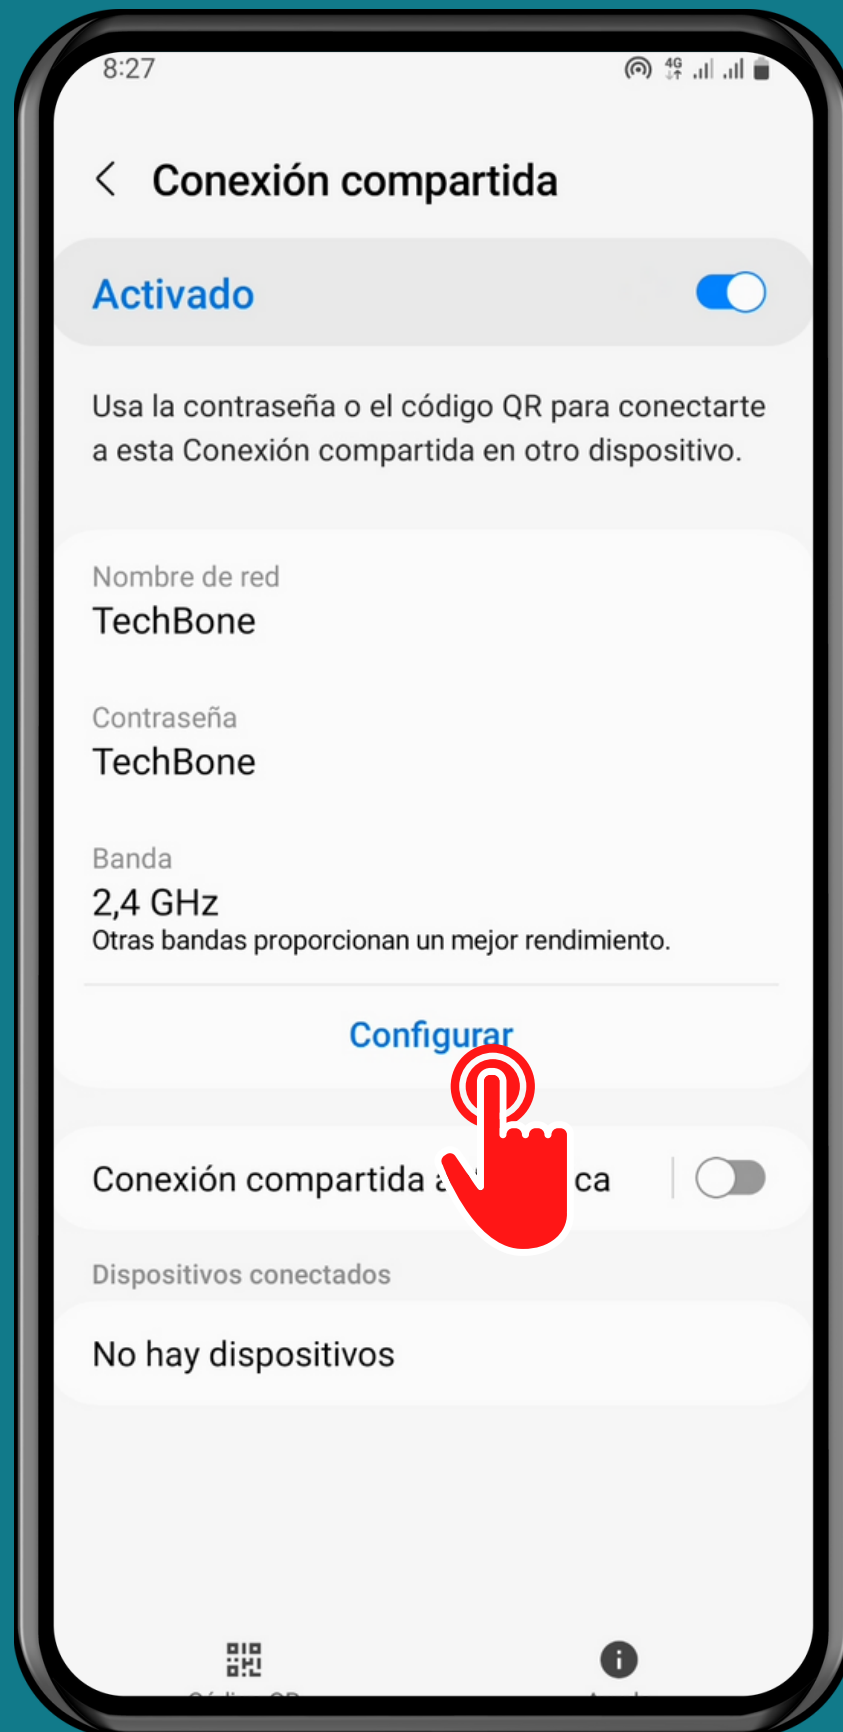 8:27
4G
Conexión compartida
Activado
Usa la contraseña o el código QR para conectarte
a esta Conexión compartida en otro dispositivo.
Nombre de red
TechBone
Contraseña
TechBone
Banda
2,4 GHz
Otras bandas proporcionan un mejor rendimiento.
Configurar
Conexión compartida
Dispositivos conectados
No hay dispositivos